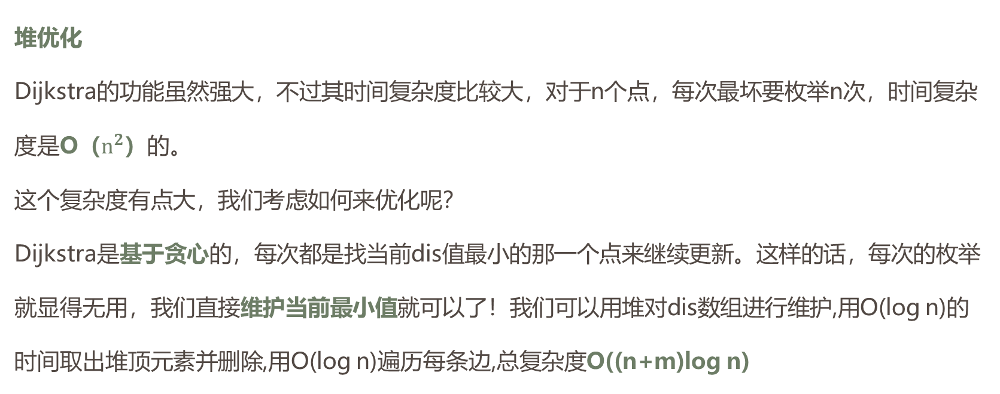 堆优化
Dijkstra的功能虽然强大，不过其时间复杂度比较大，对于n个点，每次最坏要枚举n次，时间复杂
度是O（n²）的。
这个复杂度有点大，我们考虑如何来优化呢？
Dijkstra是基于贪心的，每次都是找当前dis值最小的那一个点来继续更新。这样的话，每次的枚举
就显得无用，我们直接维护当前最小值就可以了！我们可以用堆对dis数组进行维护,用O(log n)的
时间取出堆顶元素并删除,用O(log n)遍历每条边,总复杂度O((n+m)log n)